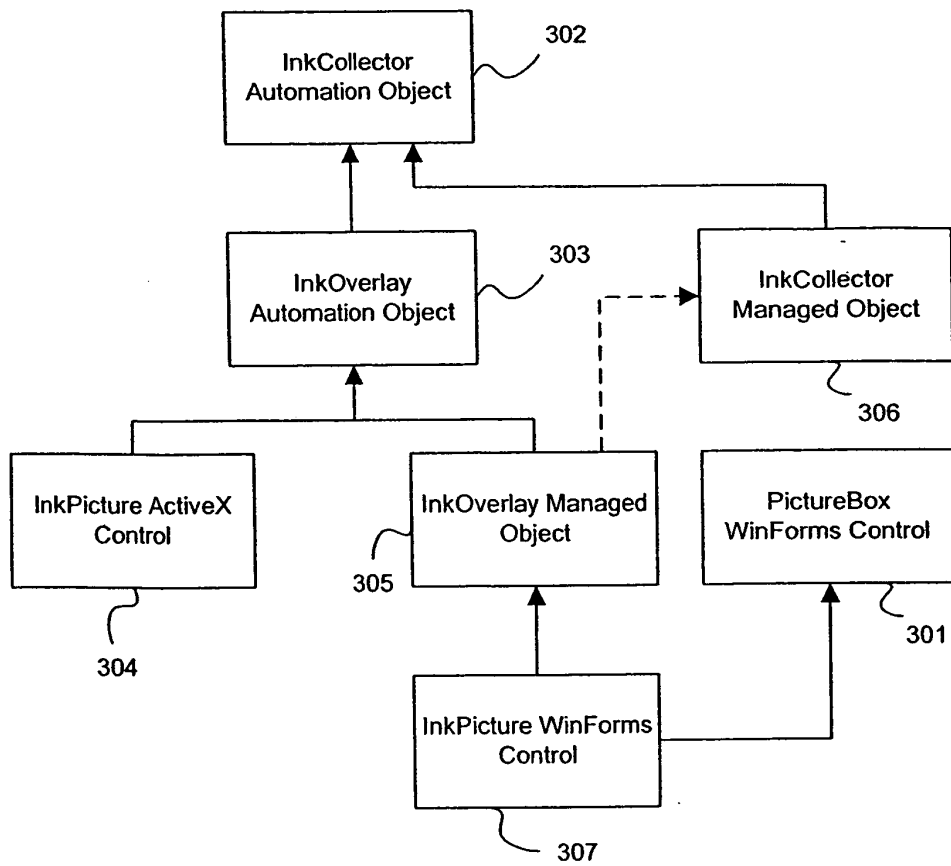 302
InkCollector
Automation Object
303
InkOverlay
Automation Object
InkCollector
Managed Object
306
InkPicture ActiveX
Control
InkOverlay Managed
Object
PictureBox
WinForms Control
305
304
301
InkPicture WinForms
Control
307